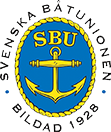 SVENSKA BÅTUNIONEN
SBU
BILDAD 1928